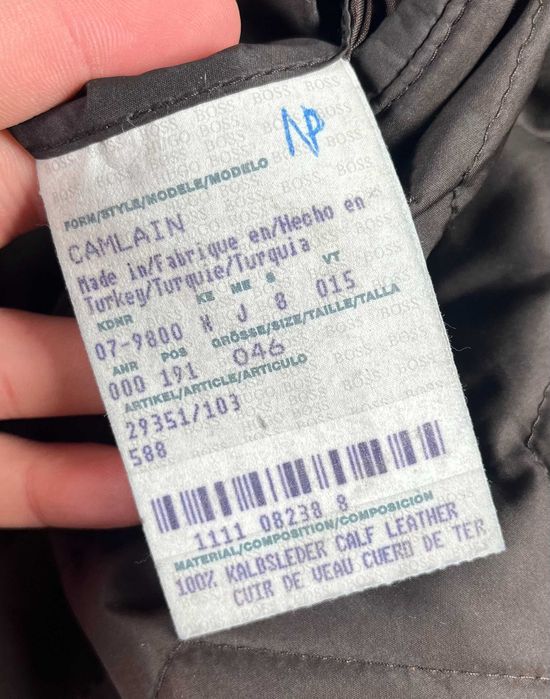 NP
FORM/STYLE/MODELE/MODELO
CAMLAIN
Made in/Fabrique en/Hecho en
Turkey/Turquie/Turquia
KDNR KE ME S VT
07-9800 H J 8 015
ANR POS GRÖSSE/SIZE/TAILLE/TALLA
000 191 046
ARTIKEL/ARTICLE/ARTICULO
29351/103
588
1111 08238 8
MATERIAL/COMPOSITION/COMPOSICION
100% KALBSLEDER CALF LEATHER
CUIR DE VEAU CUERO DE TER